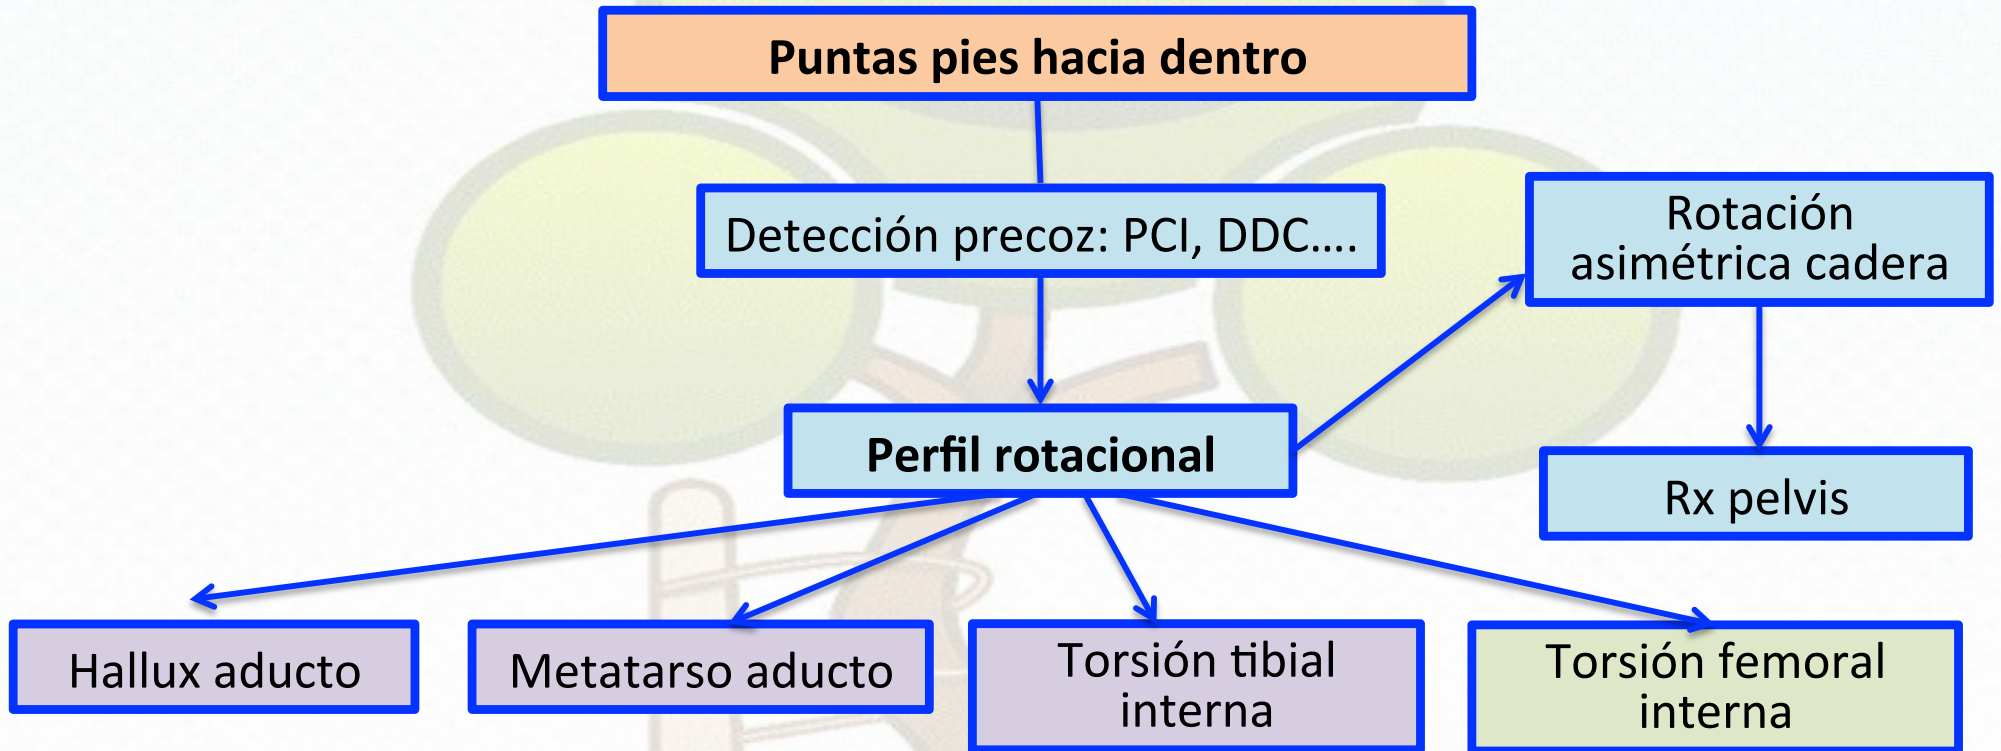 Puntas pies hacia dentro
Detección precoz: PCI, DDC....
Rotación
asimétrica cadera
Perfil rotacional
Rx pelvis
Hallux aducto
Metatarso aducto
Torsión tibial
interna
Torsión femoral
interna